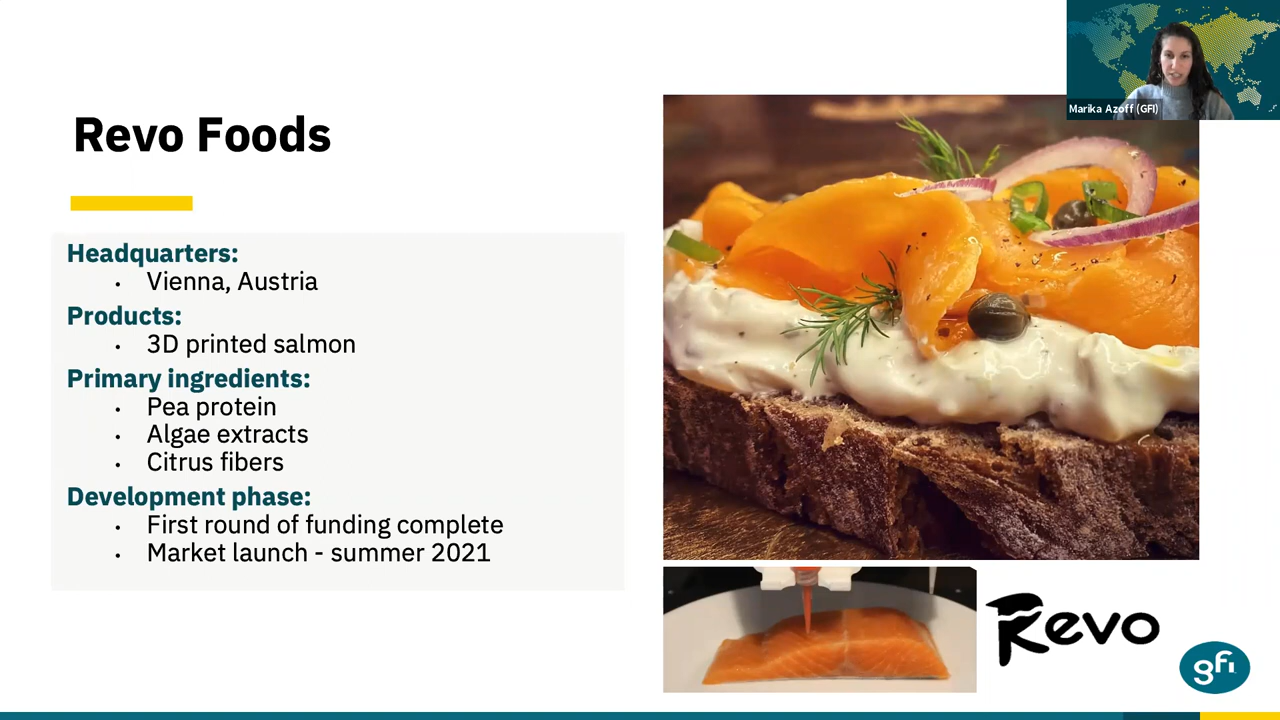 Marika Azoff (GFI)
Revo Foods
Headquarters:
• Vienna, Austria
Products:
• 3D printed salmon
Primary ingredients:
• Pea protein
• Algae extracts
• Citrus fibers
Development phase:
• First round of funding complete
• Market launch - summer 2021
Revo
gfi